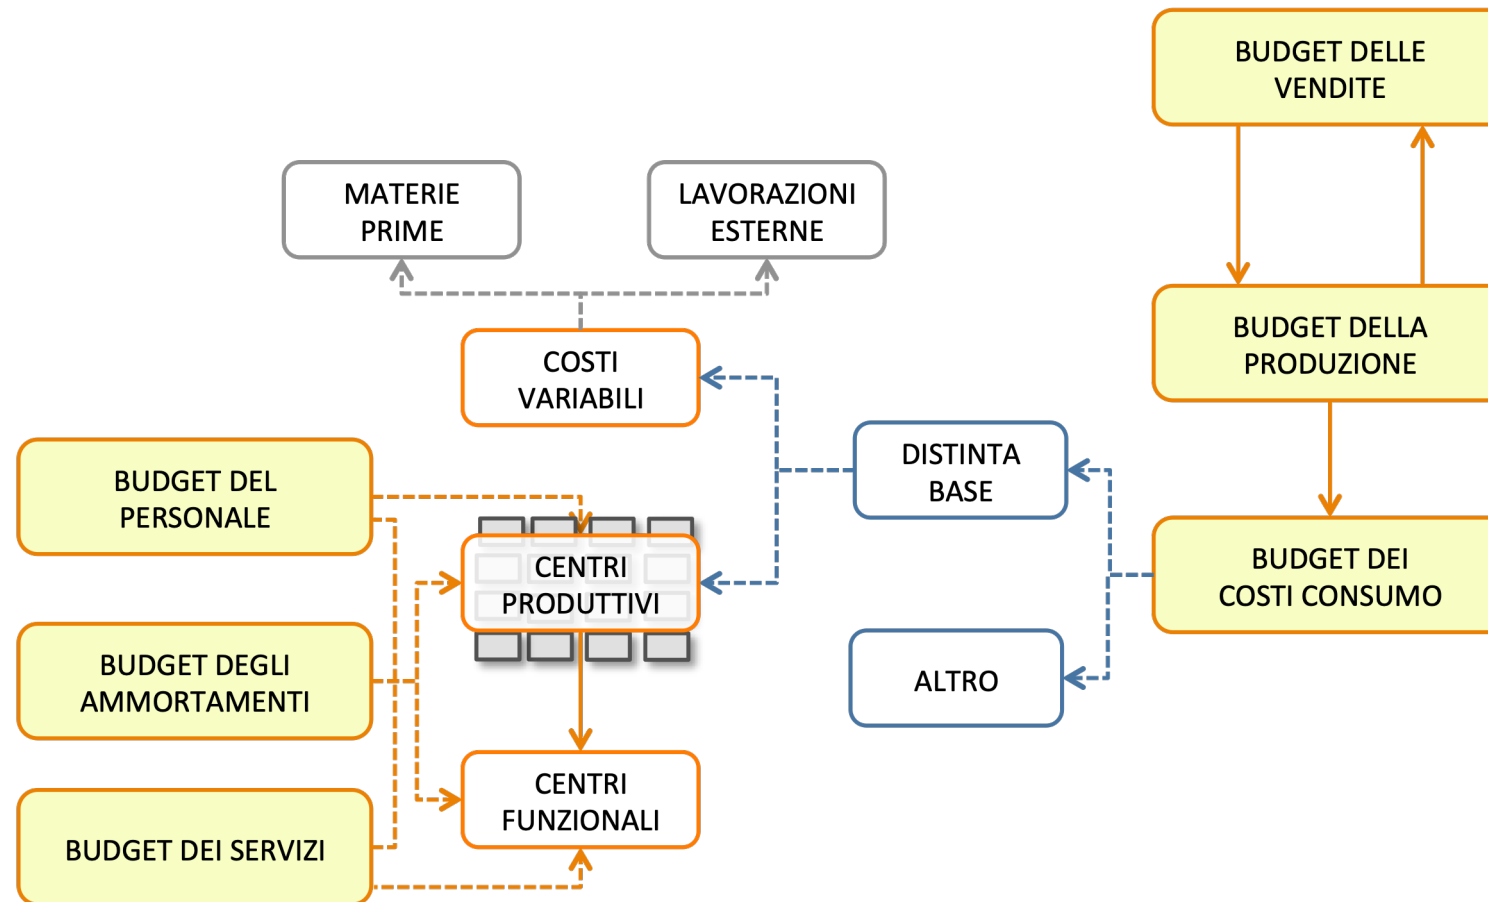 BUDGET DELLE
VENDITE
MATERIE
PRIME
LAVORAZIONI
ESTERNE
BUDGET DELLA
PRODUZIONE
COSTI
VARIABILI
DISTINTA
BASE
BUDGET DEL
PERSONALE
CENTRI
PRODUTTIVI
BUDGET DEI
COSTI CONSUMO
BUDGET DEGLI
AMMORTAMENTI
ALTRO
CENTRI
FUNZIONALI
BUDGET DEI SERVIZI